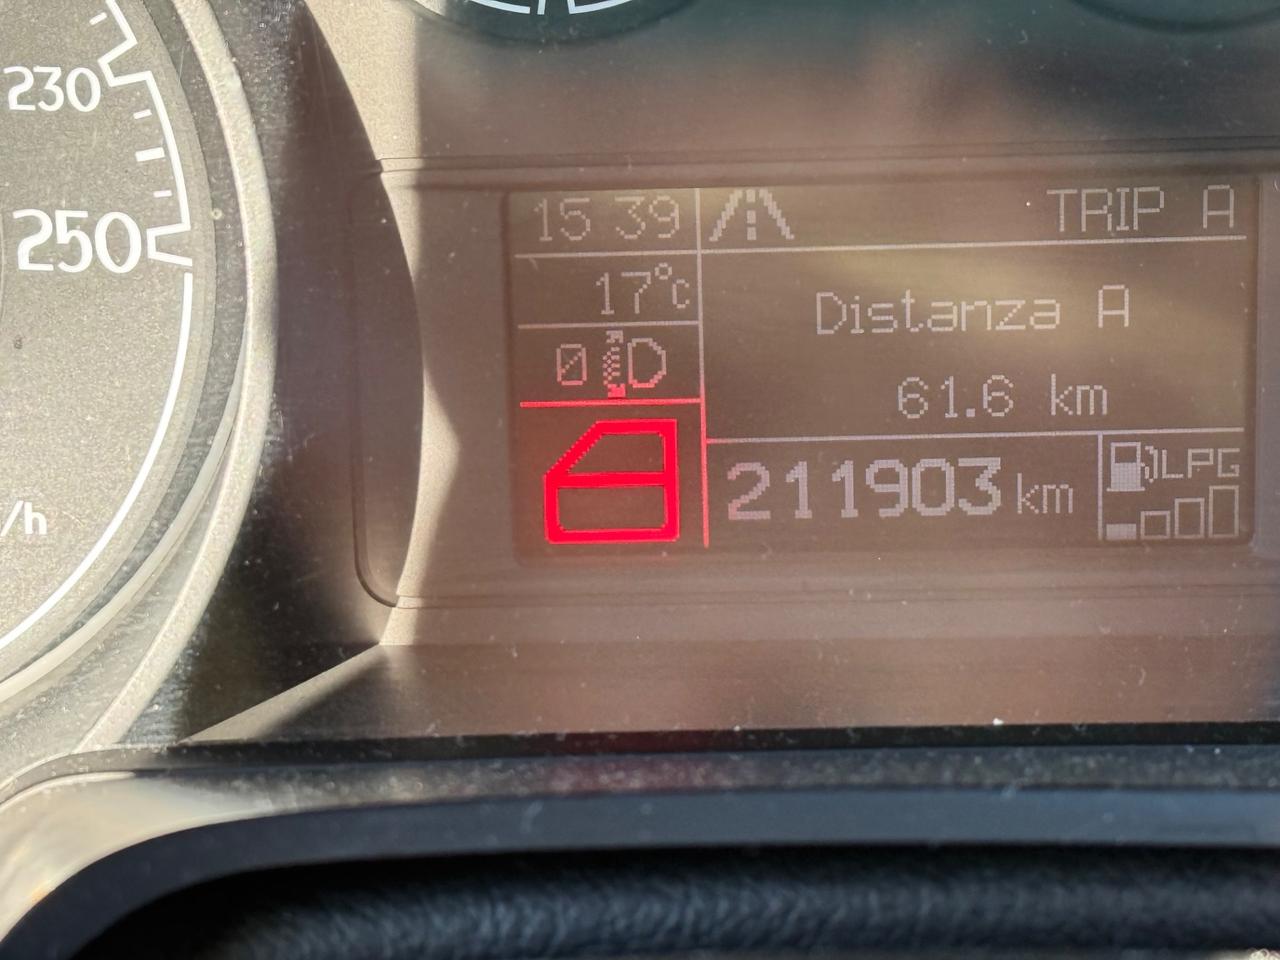 230
250
/h
15 39
TRIP A
17°c
Distanza A
0
61.6 km
211903 km
LPG